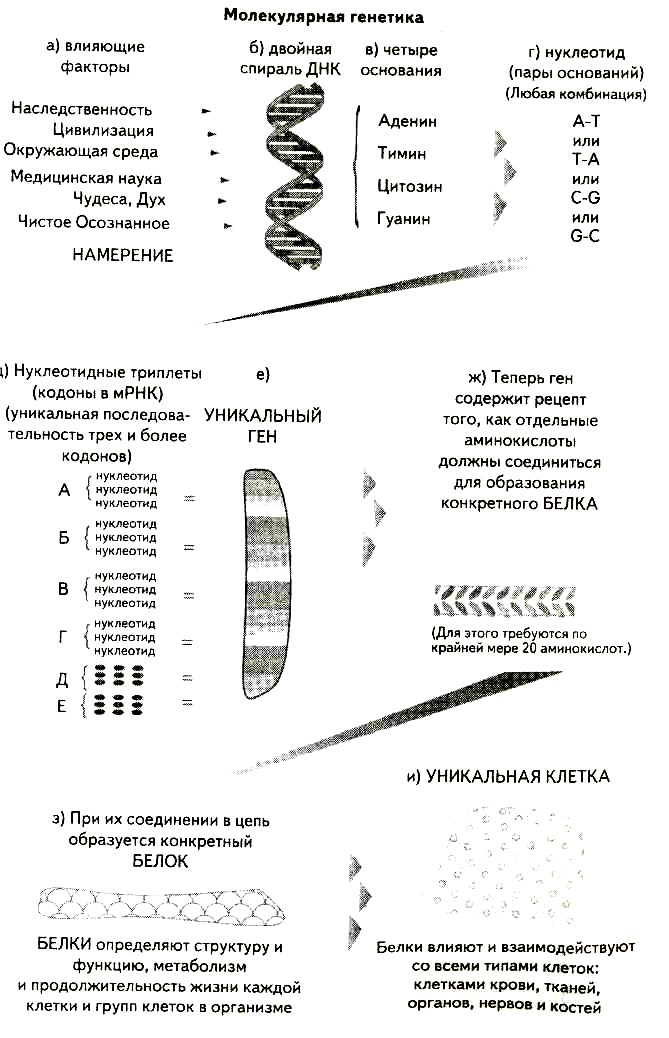 Молекулярная генетика
а) влияющие
факторы
Наследственность
Цивилизация
Окружающая среда
Медицинская наука
Чудеса, Дух
Чистое Осознанное
НАМЕРЕНИЕ
б) двойная
спираль ДНК
в) четыре
основания
Аденин
Тимин
Цитозин
Гуанин
г) нуклеотид
(пары оснований)
(Любая комбинация)
А-Т
или
Т-А
или
C-G
или
G-C
) Нуклеотидные триплеты
(кодоны в мРНК)
(уникальная последова-
тельность трех и более
кодонов)
А { нуклеотид
нуклеотид
нуклеотид =
Б { нуклеотид
нуклеотид
нуклеотид =
В { нуклеотид
нуклеотид
нуклеотид =
Г { нуклеотид
нуклеотид
нуклеотид =
Д { =
Е { =
е)
УНИКАЛЬНЫЙ
ГЕН
ж) Теперь ген
содержит рецепт
того, как отдельные
аминокислоты
должны соединиться
для образования
конкретного БЕЛКА
(Для этого требуются по
крайней мере 20 аминокислот.)
з) При их соединении в цепь
образуется конкретный
БЕЛОК
БЕЛКИ определяют структуру и
функцию, метаболизм
и продолжительность жизни каждой
клетки и групп клеток в организме
и) УНИКАЛЬНАЯ КЛЕТКА
Белки влияют и взаимодействуют
со всеми типами клеток:
клетками крови, тканей,
органов, нервов и костей